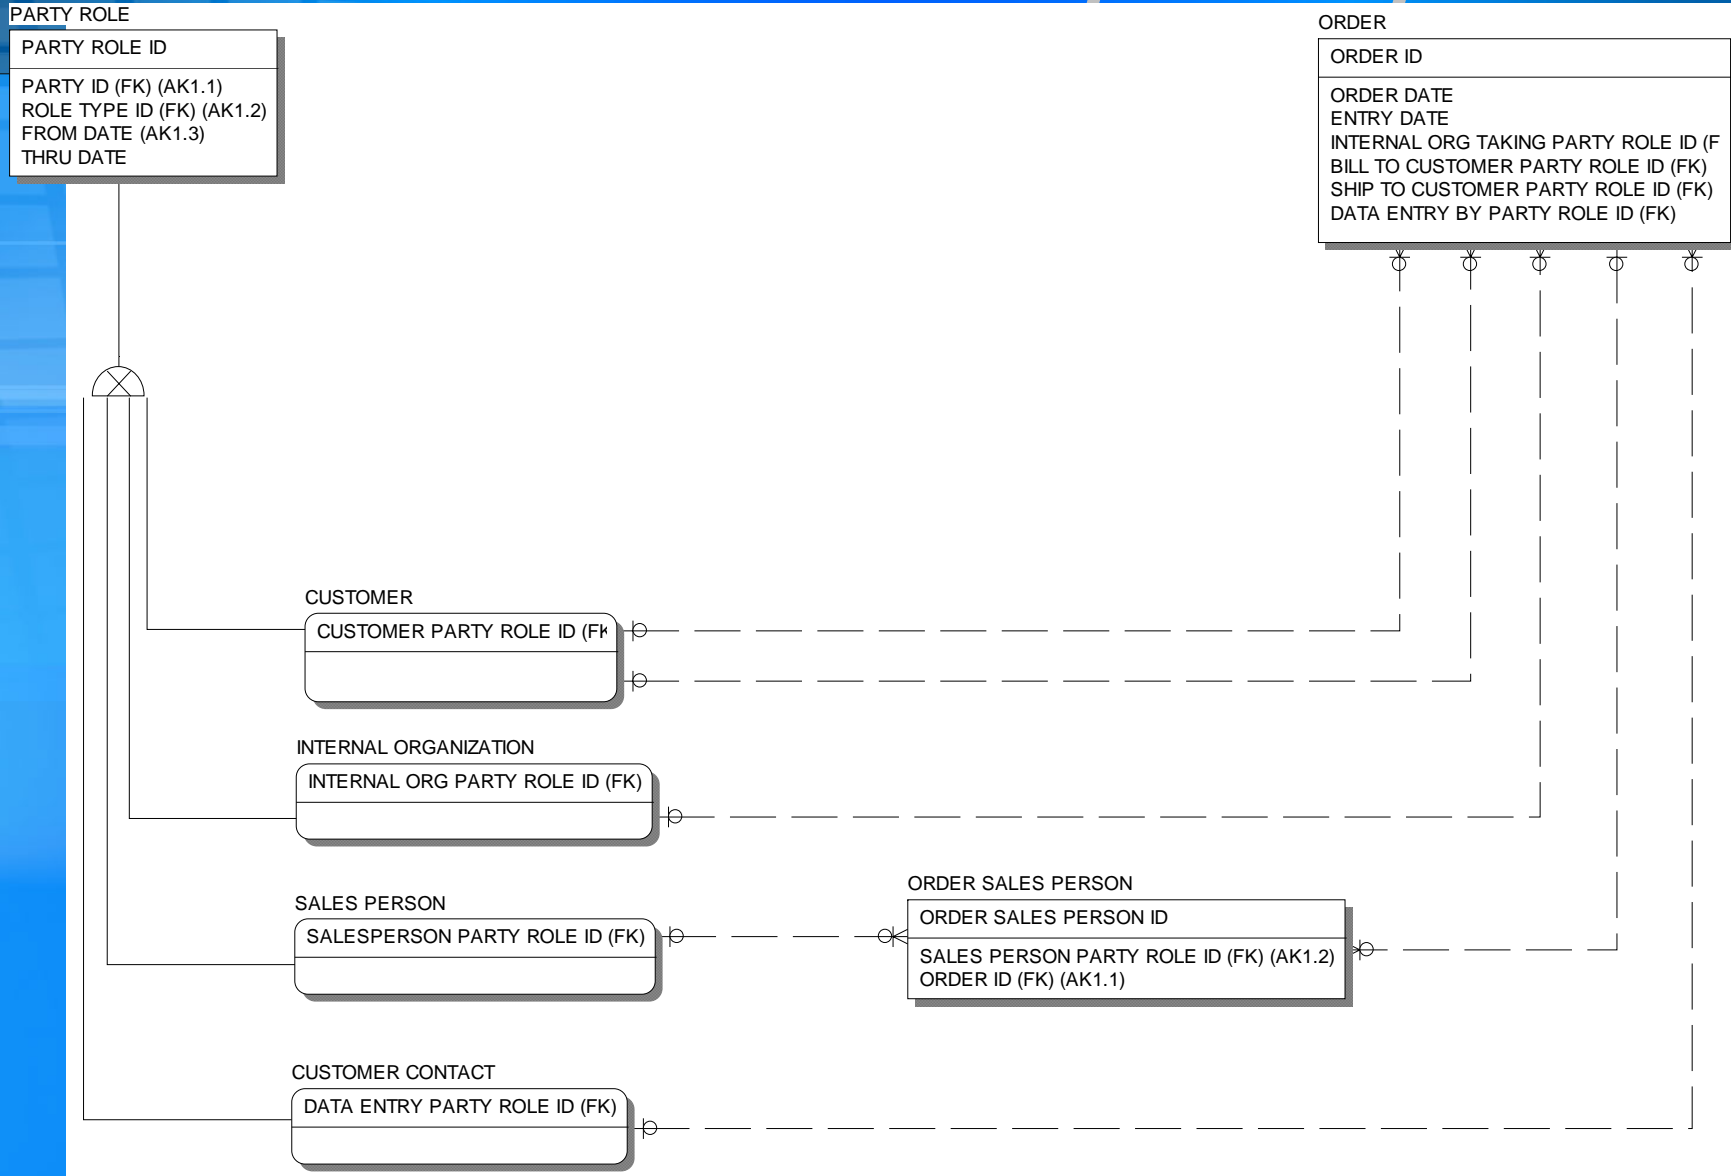 PARTY ROLE
PARTY ROLE ID
PARTY ID (FK) (AK1.1)
ROLE TYPE ID (FK) (AK1.2)
FROM DATE (AK1.3)
THRU DATE
ORDER
ORDER ID
ORDER DATE
ENTRY DATE
INTERNAL ORG TAKING PARTY ROLE ID (F
BILL TO CUSTOMER PARTY ROLE ID (FK)
SHIP TO CUSTOMER PARTY ROLE ID (FK)
DATA ENTRY BY PARTY ROLE ID (FK)
CUSTOMER
CUSTOMER PARTY ROLE ID (FK
INTERNAL ORGANIZATION
INTERNAL ORG PARTY ROLE ID (FK)
SALES PERSON
SALESPERSON PARTY ROLE ID (FK)
ORDER SALES PERSON
ORDER SALES PERSON ID
SALES PERSON PARTY ROLE ID (FK) (AK1.2)
ORDER ID (FK) (AK1.1)
CUSTOMER CONTACT
DATA ENTRY PARTY ROLE ID (FK)